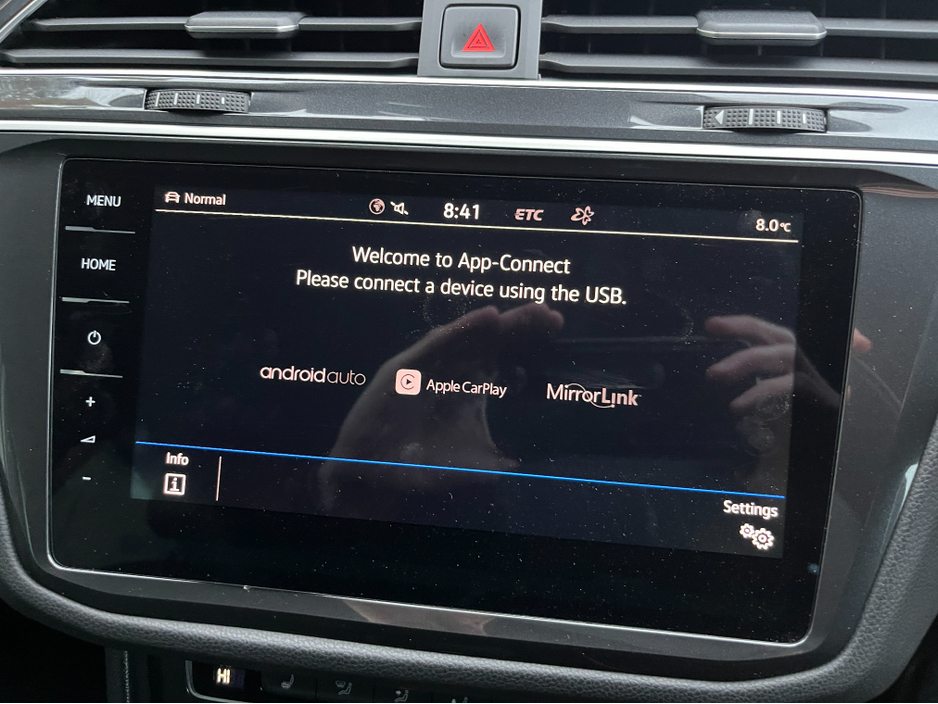 MENU
HOME
+
-
Normal
8:41
ETC
8.0°C
Welcome to App-Connect
Please connect a device using the USB.
androidauto
Apple CarPlay
MirrorLink
Info
i
Settings
HI